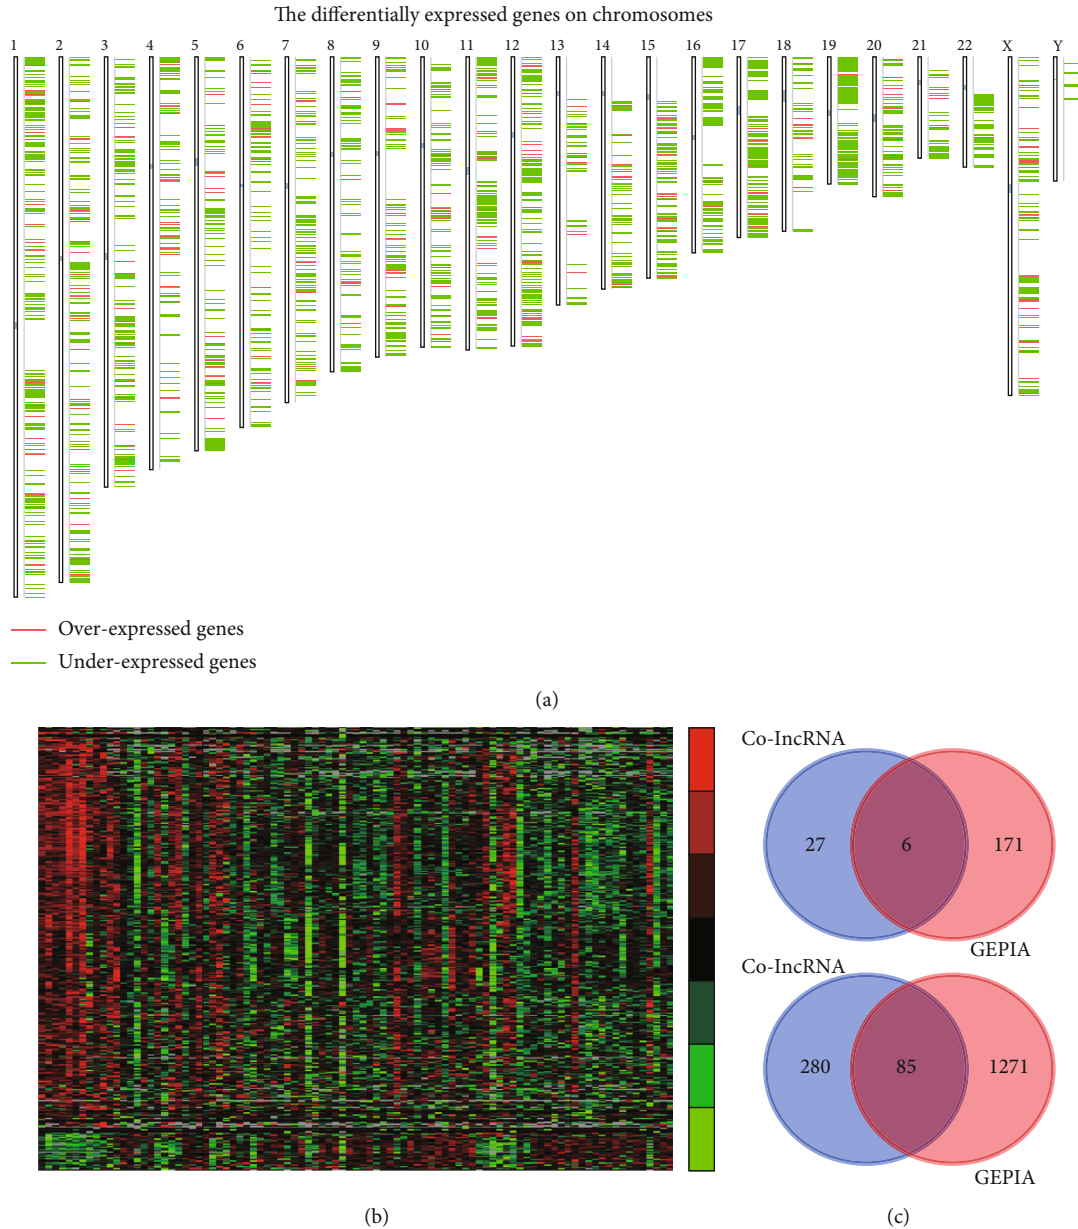 The differentially expressed genes on chromosomes
1 2 3 4 5 6 7 8 9 10 11 12 13 14 15 16 17 18 19 20 21 22 X Y
Over-expressed genes
Under-expressed genes
(a)
Co-IncRNA
27 6 171
GEPIA
Co-IncRNA
280 85 1271
GEPIA
(b) (c)